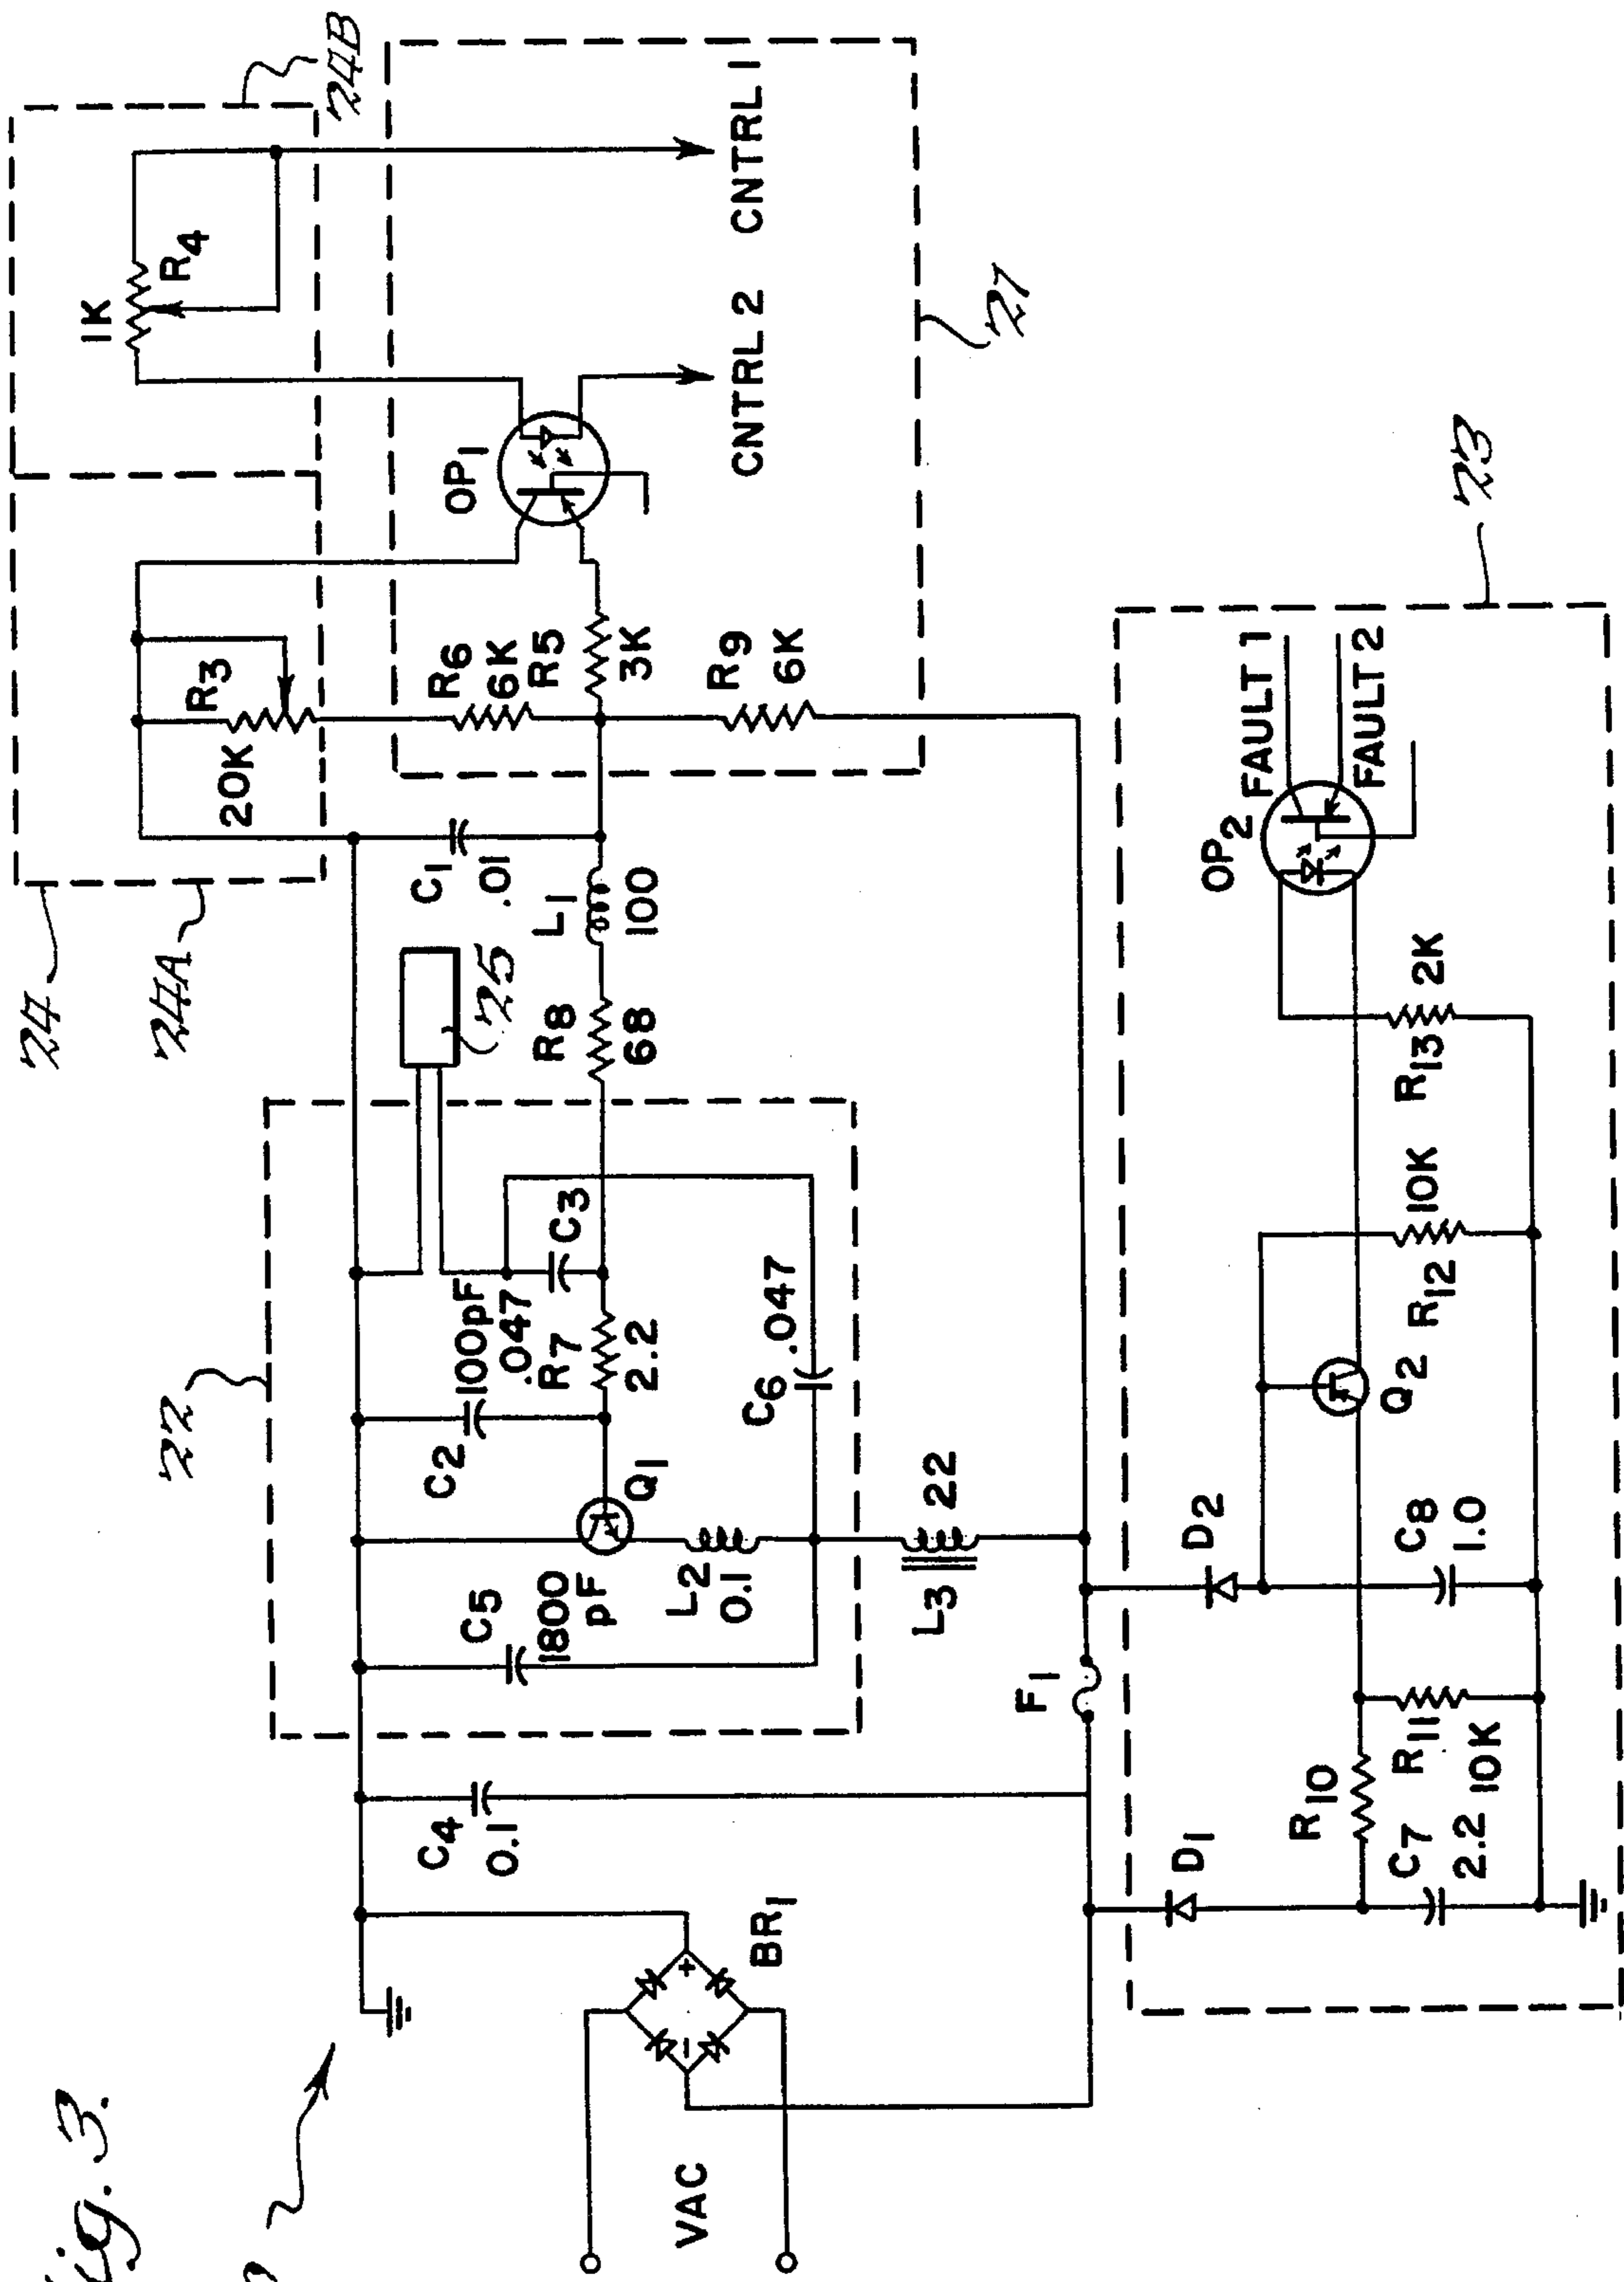 ig. 3.
24
24A
24B
1K
R4
22
R3
20K
C4
0.1
C5
1800
pF
C2
100pF
.047
C3
C1
.01
25
OP1
R6
6K
R7
2.2
R8
68
L1
100
R5
3K
Q1
L2
0.1
VAC
BR1
C6 .047
R9
6K
CNTRL 2 CNTRL 1
L3 22
21
F1
D1
D2
OP2
FAULT 1
R10
FAULT 2
C7
2.2
R11
10K
Q2
C8
1.0
R12
10K
R13 2K
23